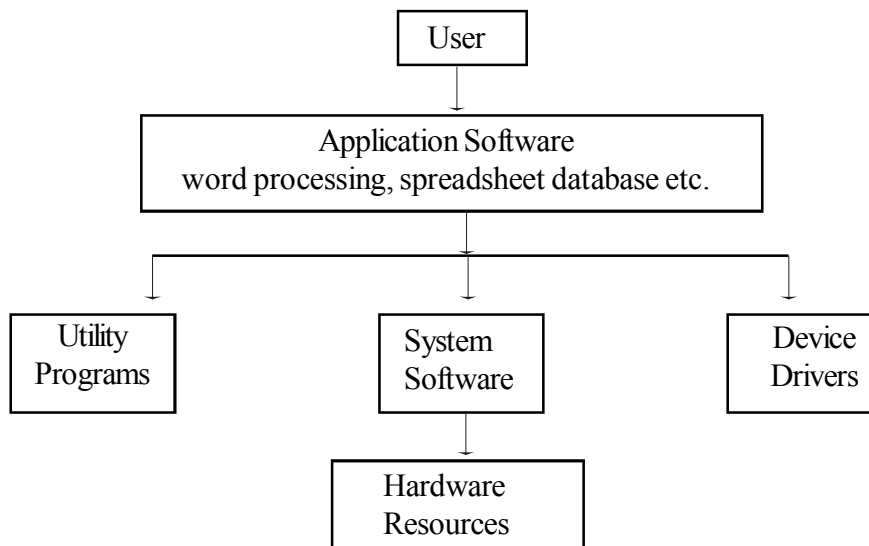 User
Application Software
word processing, spreadsheet database etc.
Utility
Programs
System
Software
Device
Drivers
Hardware
Resources